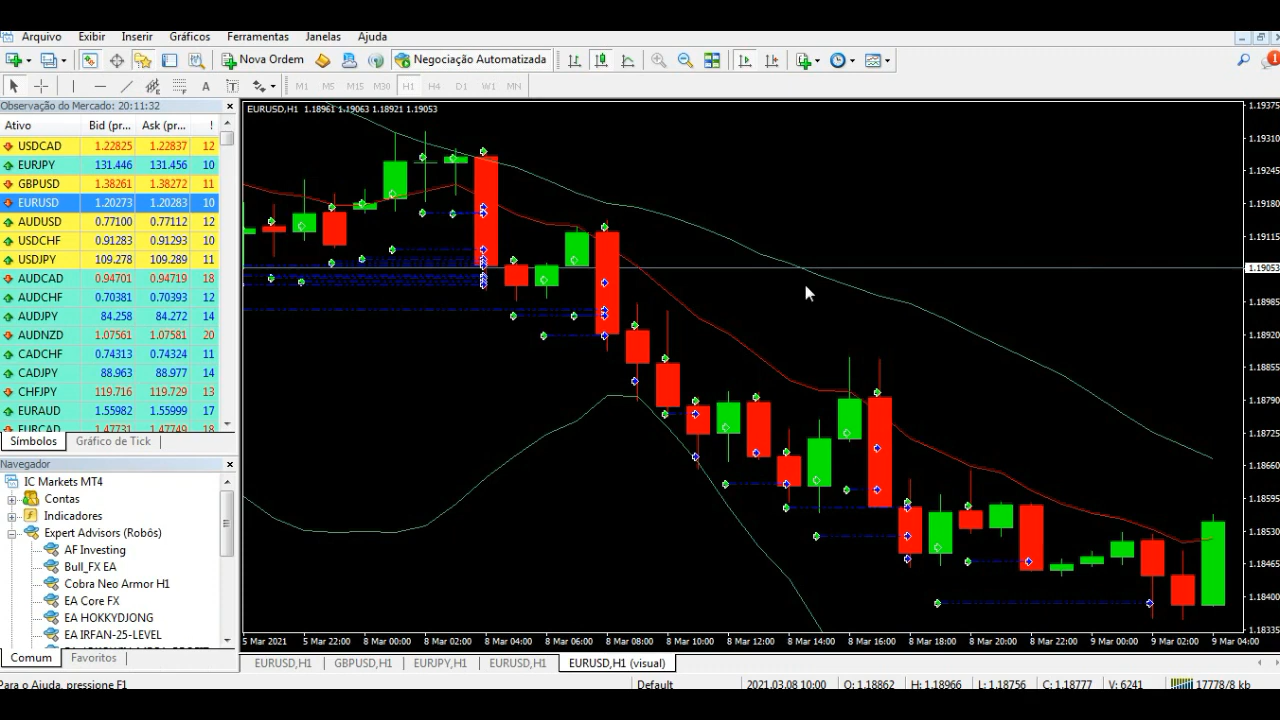 Arquivo Exibir Inserir Gráficos Ferramentas Janelas Ajuda
Nova Ordem Negociação Automatizada
A T M1 M5 M15 M30 H1 H4 D1 W1 MN
Observação do Mercado: 20:11:32
Ativo Bid (pr... Ask (pr... !
USDCAD 1.22825 1.22837 12
EURJPY 131.446 131.456 10
GBPUSD 1.38261 1.38272 11
EURUSD 1.20273 1.20283 10
AUDUSD 0.77100 0.77112 12
USDCHF 0.91283 0.91293 10
USDJPY 109.278 109.289 11
AUDCAD 0.94701 0.94719 18
AUDCHF 0.70381 0.70393 12
AUDJPY 84.258 84.272 14
AUDNZD 1.07561 1.07581 20
CADCHF 0.74313 0.74324 11
CADJPY 88.963 88.977 14
CHFJPY 119.716 119.729 13
EURAUD 1.55982 1.55999 17
EURCAD 1.47731 1.47749 18
Símbolos Gráfico de Tick
Navegador
IC Markets MT4
Contas
Indicadores
Expert Advisors (Robôs)
AF Investing
Bull_FX EA
Cobra Neo Armor H1
EA Core FX
EA HOKKYDJONG
EA IRFAN-25-LEVEL
Comum Favoritos
EURUSD,H1 1.18961 1.19063 1.18921 1.19053
1.19375
1.19310
1.19245
1.19180
1.19115
1.19053
1.18985
1.18920
1.18855
1.18790
1.18725
1.18660
1.18595
1.18530
1.18465
1.18400
1.18335
5 Mar 2021 5 Mar 22:00 8 Mar 00:00 8 Mar 02:00 8 Mar 04:00 8 Mar 06:00 8 Mar 08:00 8 Mar 10:00 8 Mar 12:00 8 Mar 14:00 8 Mar 16:00 8 Mar 18:00 8 Mar 20:00 8 Mar 22:00 9 Mar 00:00 9 Mar 02:00 9 Mar 04:00
EURUSD,H1 GBPUSD,H1 EURJPY,H1 EURUSD,H1 EURUSD,H1 (visual)
Para o Ajuda, pressione F1 Default 2021.03.08 10:00 O: 1.18862 H: 1.18966 L: 1.18756 C: 1.18777 V: 6241 17778/8 kb